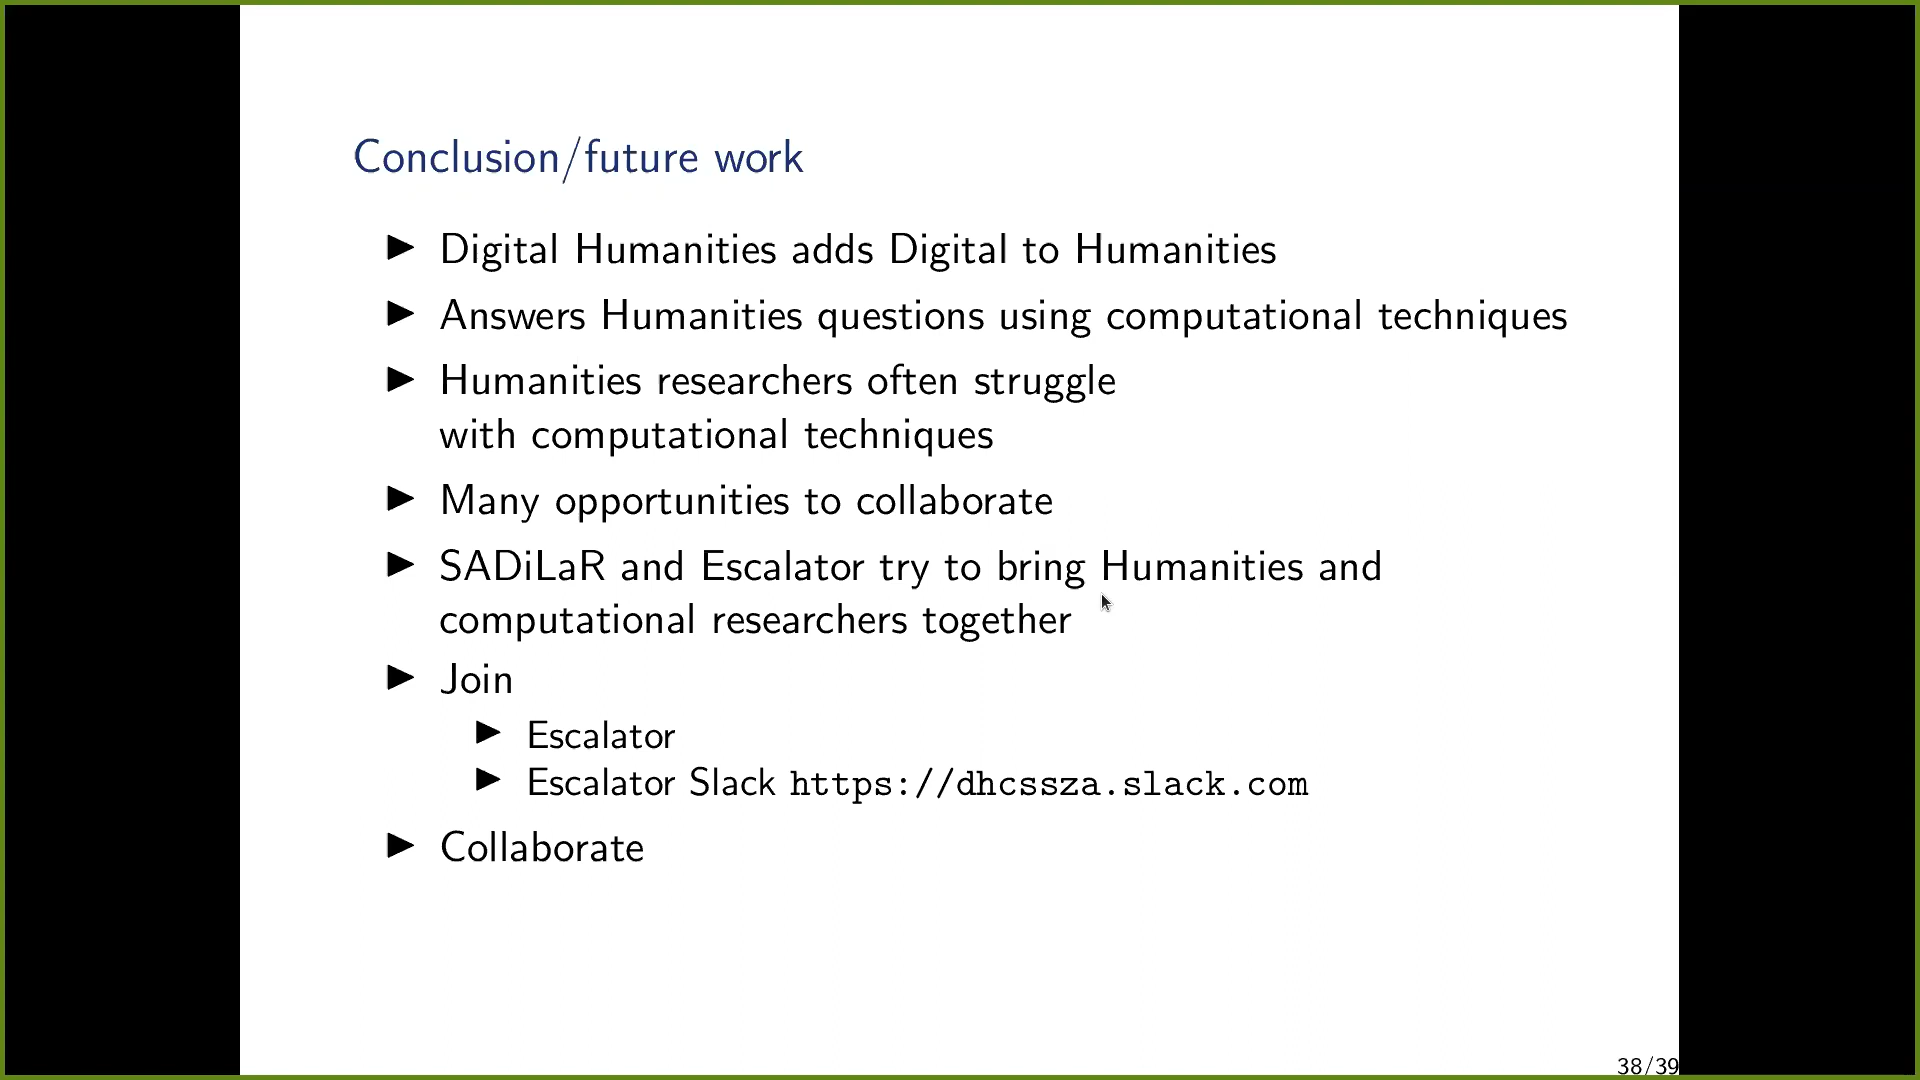 Conclusion/future work
▶ Digital Humanities adds Digital to Humanities
▶ Answers Humanities questions using computational techniques
▶ Humanities researchers often struggle
with computational techniques
▶ Many opportunities to collaborate
▶ SADiLaR and Escalator try to bring Humanities and
computational researchers together
▶ Join
▶ Escalator
▶ Escalator Slack https://dhcssza.slack.com
▶ Collaborate
38/39